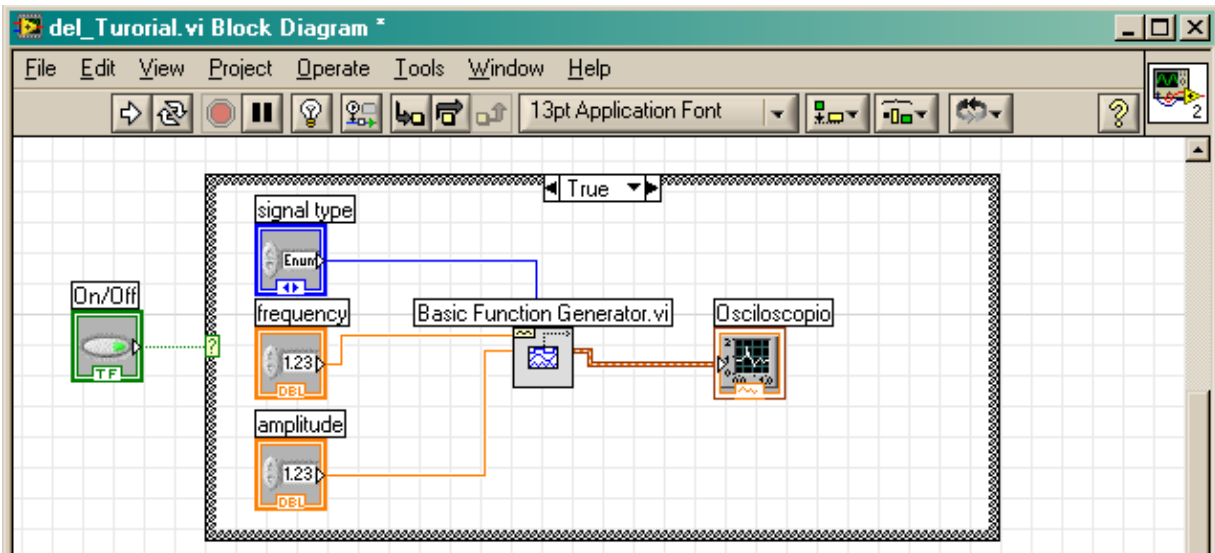 del_Turorial.vi Block Diagram *
File Edit View Project Operate Tools Window Help
13pt Application Font
2
True
signal type
Enum
On/Off
TF
frequency
Basic Function Generator.vi
Osciloscopio
1.23
DBL
amplitude
1.23
DBL